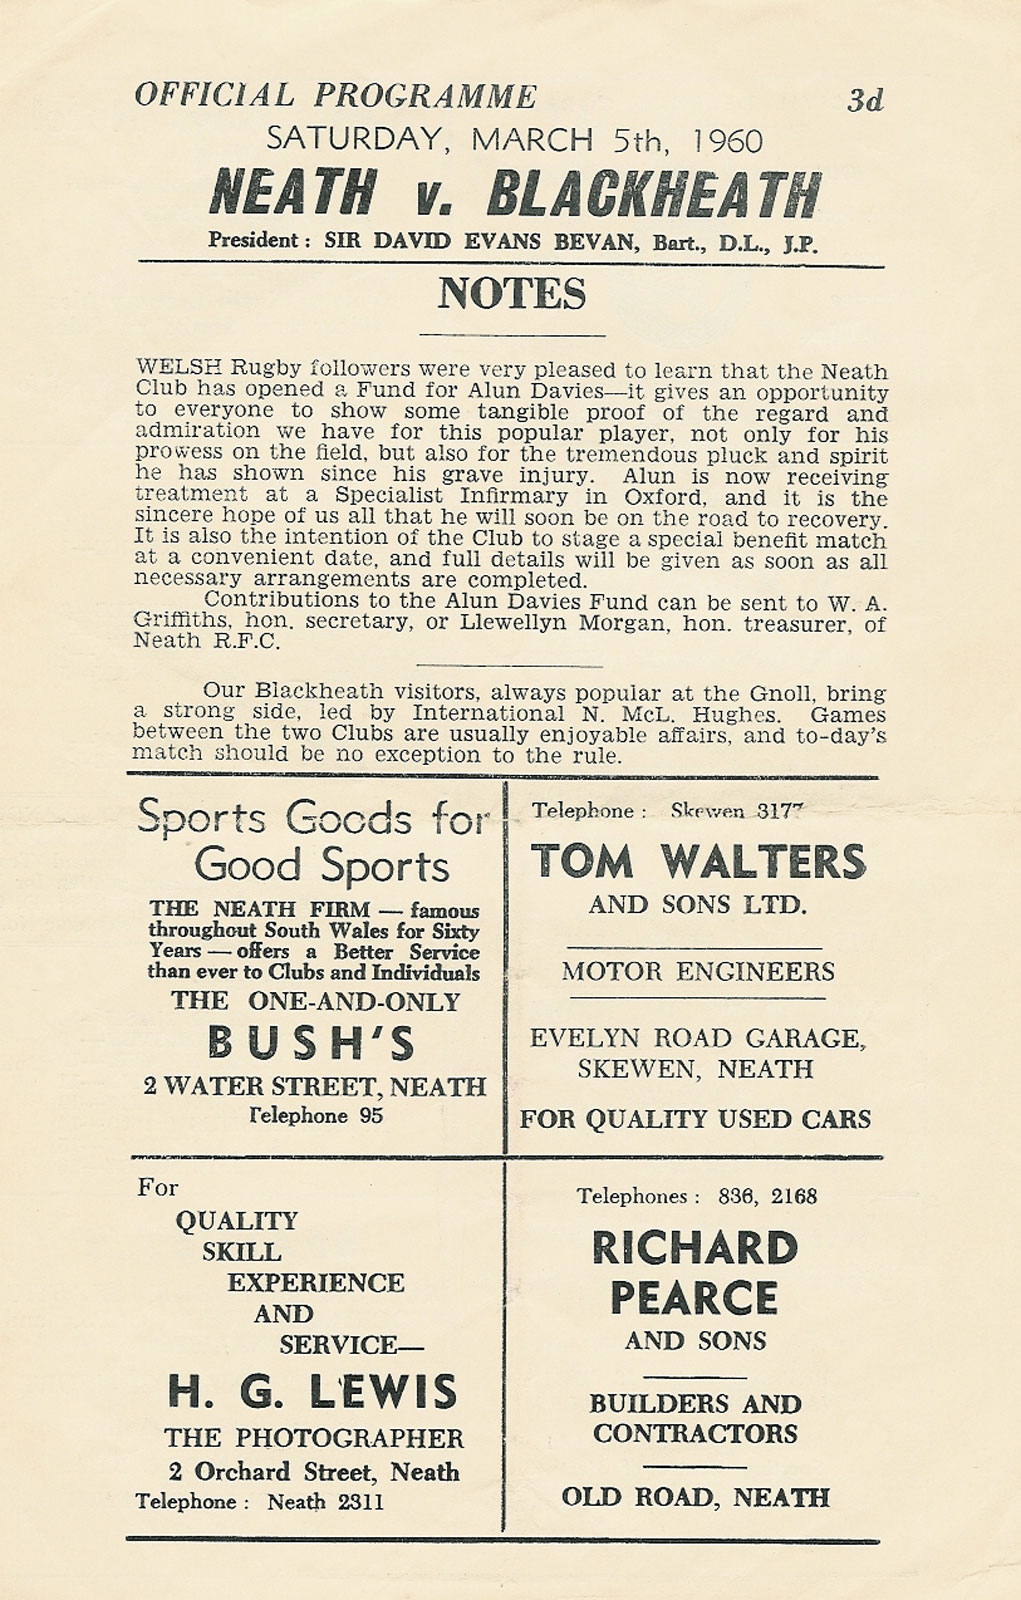 OFFICIAL PROGRAMME 3d
SATURDAY, MARCH 5th, 1960
NEATH v. BLACKHEATH
President : SIR DAVID EVANS BEVAN, Bart., D.L., J.P.
NOTES
WELSH Rugby followers were very pleased to learn that the Neath
Club has opened a Fund for Alun Davies—it gives an opportunity
to everyone to show some tangible proof of the regard and
admiration we have for this popular player, not only for his
prowess on the field, but also for the tremendous pluck and spirit
he has shown since his grave injury. Alun is now receiving
treatment at a Specialist Infirmary in Oxford, and it is the
sincere hope of us all that he will soon be on the road to recovery.
It is also the intention of the Club to stage a special benefit match
at a convenient date, and full details will be given as soon as all
necessary arrangements are completed.
Contributions to the Alun Davies Fund can be sent to W. A.
Griffiths, hon. secretary, or Llewellyn Morgan, hon. treasurer, of
Neath R.F.C.
Our Blackheath visitors, always popular at the Gnoll, bring
a strong side, led by International N. McL. Hughes. Games
between the two Clubs are usually enjoyable affairs, and to-day's
match should be no exception to the rule.
Sports Goods for
Good Sports
THE NEATH FIRM — famous
throughout South Wales for Sixty
Years — offers a Better Service
than ever to Clubs and Individuals
THE ONE-AND-ONLY
BUSH'S
2 WATER STREET, NEATH
Telephone 95
Telephone : Skewen 3177
TOM WALTERS
AND SONS LTD.
MOTOR ENGINEERS
EVELYN ROAD GARAGE,
SKEWEN, NEATH
FOR QUALITY USED CARS
For
QUALITY
SKILL
EXPERIENCE
AND
SERVICE—
H. G. LEWIS
THE PHOTOGRAPHER
2 Orchard Street, Neath
Telephone : Neath 2311
Telephones : 836, 2168
RICHARD
PEARCE
AND SONS
BUILDERS AND
CONTRACTORS
OLD ROAD, NEATH